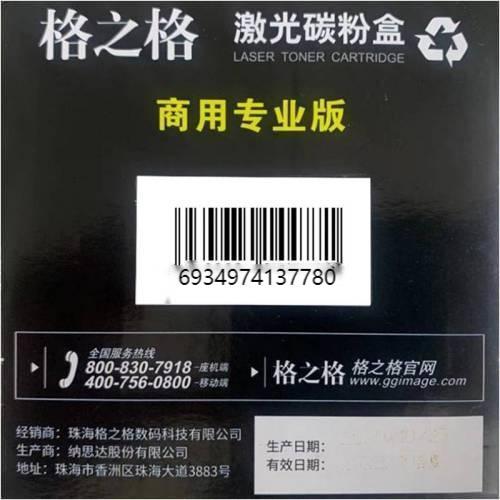 格之格 激光碳粉盒
LASER TONER CARTRIDGE
商用专业版
6934974137780
全国服务热线
800-830-7918-座机端
400-756-0800-移动端
格之格 格之格官网
www.ggimage.com
经销商：珠海格之格数码科技有限公司
生产商：纳思达股份有限公司
地址：珠海市香洲区珠海大道3883号
生产日期：
有效日期：